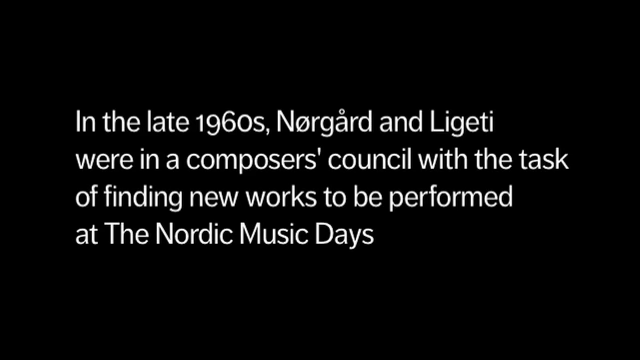 In the late 1960s, Nørgård and Ligeti
were in a composers' council with the task
of finding new works to be performed
at The Nordic Music Days